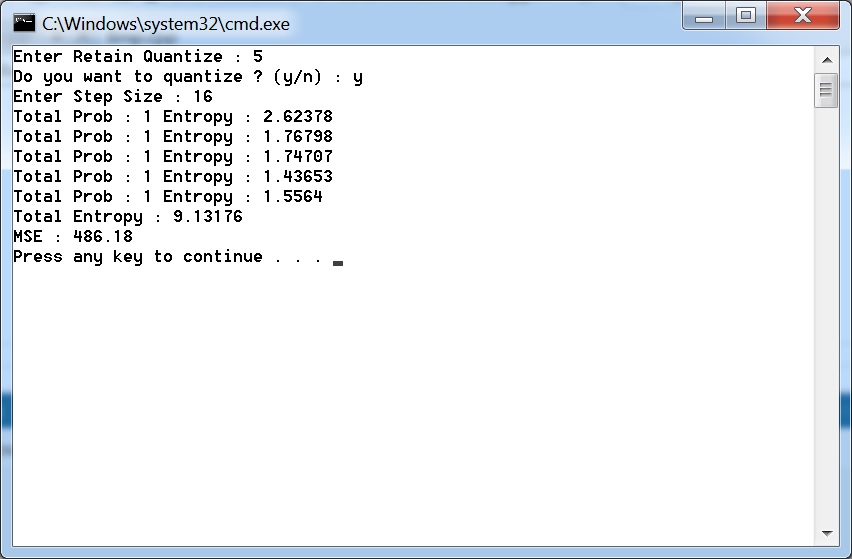 C:\Windows\system32\cmd.exe
Enter Retain Quantize : 5
Do you want to quantize ? (y/n) : y
Enter Step Size : 16
Total Prob : 1 Entropy : 2.62378
Total Prob : 1 Entropy : 1.76798
Total Prob : 1 Entropy : 1.74707
Total Prob : 1 Entropy : 1.43653
Total Prob : 1 Entropy : 1.5564
Total Entropy : 9.13176
MSE : 486.18
Press any key to continue . . .